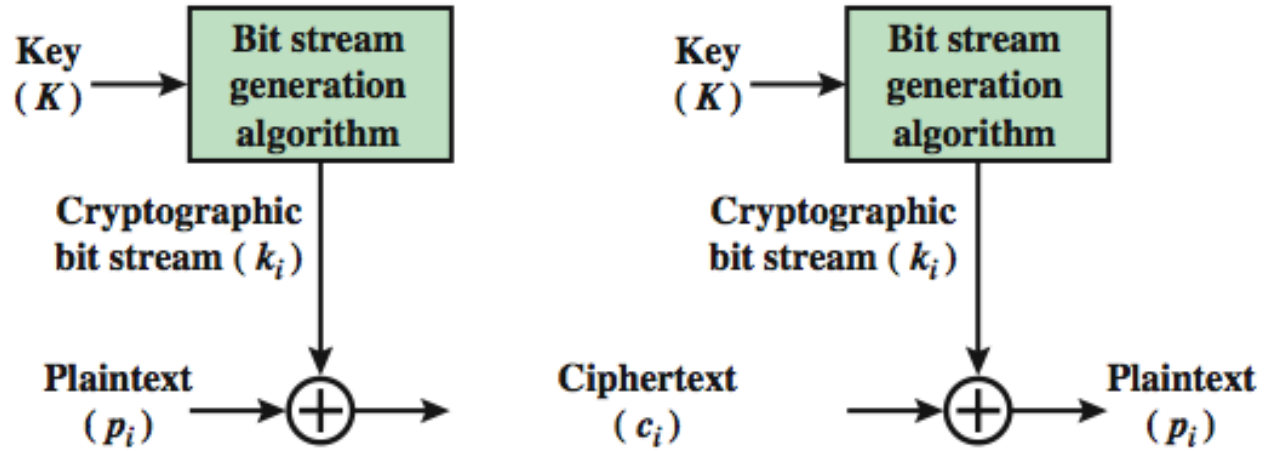 Key
( K )
Bit stream
generation
algorithm
Cryptographic
bit stream ( kᵢ )
Plaintext
( pᵢ )
Ciphertext
( cᵢ )
Key
( K )
Bit stream
generation
algorithm
Cryptographic
bit stream ( kᵢ )
Plaintext
( pᵢ )